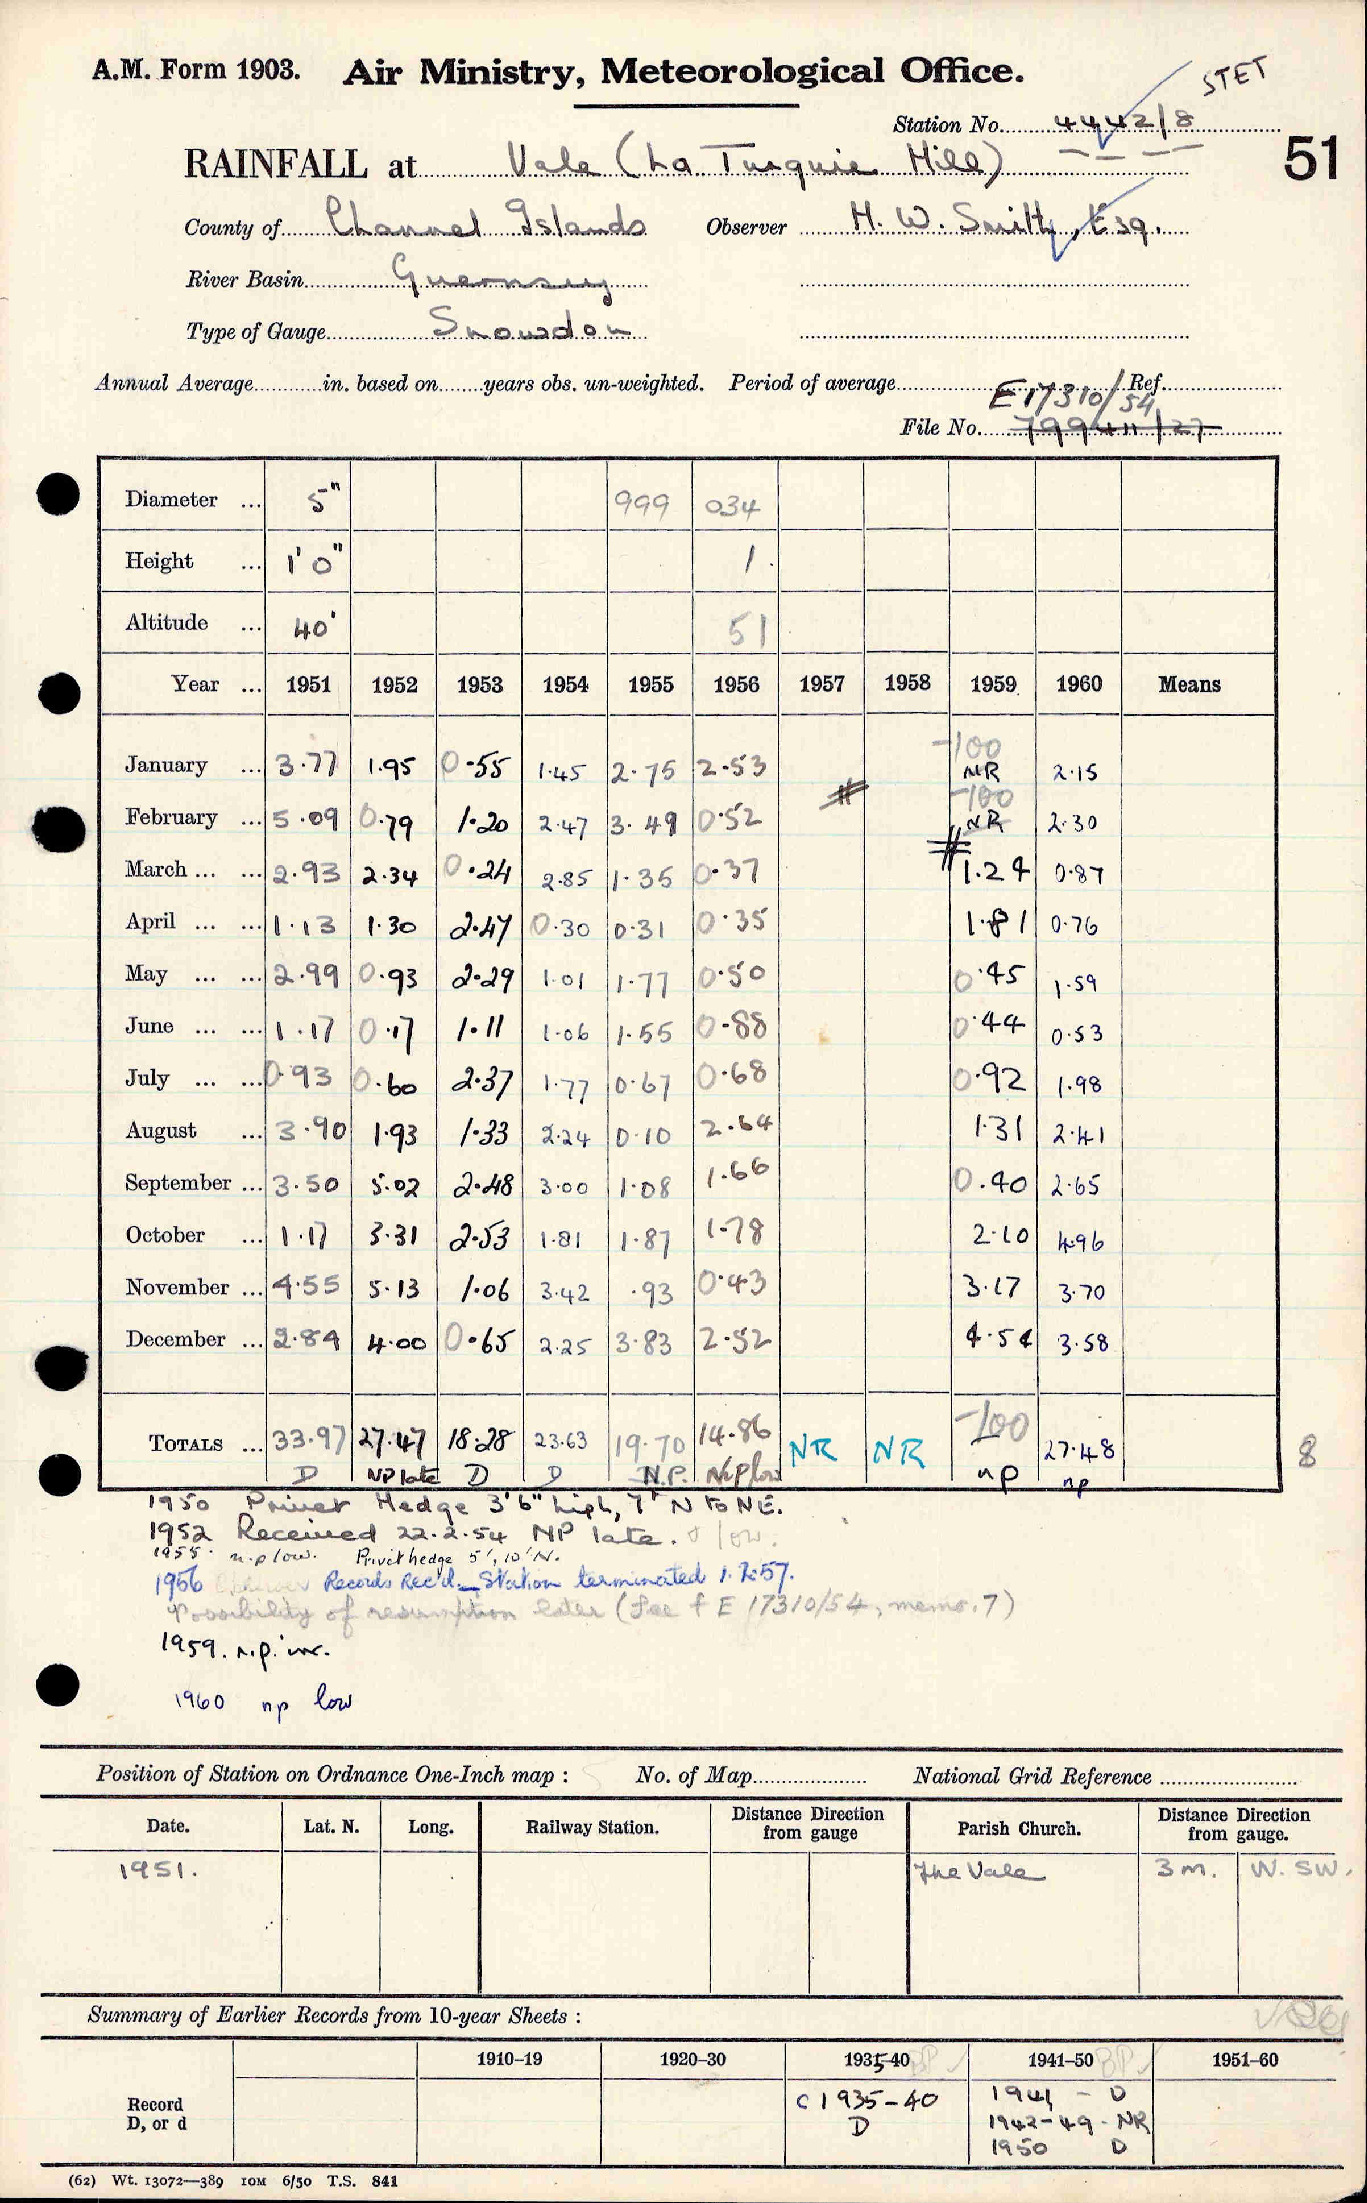 A.M. Form 1903. Air Ministry, Meteorological Office.
STET
Station No. 4442/8
51
RAINFALL at Vale (La Turquie Hill)
County of Channel Islands Observer H. W. Smith, Esq.
River Basin Guernsey
Type of Gauge Snowdon
Annual Average in. based on years obs. un-weighted. Period of average Ref.
E 17310/54
File No. 799411/27
Diameter ... 5" 999 034
Height ... 1' 0" 1.
Altitude ... 40' 51
Year ... 1951 1952 1953 1954 1955 1956 1957 1958 1959 1960 Means
-100
January ... 3.77 1.95 0.55 1.45 2.75 2.53 NR 2.15
-100
February ... 5.09 0.79 1.20 2.47 3.49 0.52 NR 2.30
March ... ... 2.93 2.34 0.24 2.85 1.35 0.37 1.24 0.87
April ... ... 1.13 1.30 2.47 0.30 0.31 0.35 1.81 0.76
May ... ... 2.99 0.93 2.29 1.01 1.77 0.50 0.45 1.59
June ... ... 1.17 0.17 1.11 1.06 1.55 0.88 0.44 0.53
July ... ... 0.93 0.60 2.37 1.77 0.67 0.68 0.92 1.98
August ... 3.90 1.93 1.33 2.24 0.10 2.64 1.31 2.41
September ... 3.50 5.02 2.48 3.00 1.08 1.66 0.40 2.65
October ... 1.17 3.31 2.53 1.81 1.87 1.78 2.10 4.96
November ... 4.55 5.13 1.06 3.42 .93 0.43 3.17 3.70
December ... 2.84 4.00 0.65 2.25 3.83 2.52 4.54 3.58
TOTALS ... 33.97 27.47 18.28 23.63 19.70 14.86 NR NR -100 27.48 8
D NP late D D N.P. N.P low np np
1950 Privet Hedge 3'6" high, 7' N to NE.
1952 Received 22.2.54 NP late. & low.
1955. n.p low. Privet hedge 5', 10' N.
1956 Records Rec'd - Station terminated 1.2.57.
Possibility of resumption later (see f E 17310/54, memo. 7)
1959. n.p. inc.
1960 np low
Position of Station on Ordnance One-Inch map : No. of Map National Grid Reference
Date. Lat. N. Long. Railway Station. Distance Direction from gauge Parish Church. Distance Direction from gauge.
1951. The Vale 3 m. W. SW.
Summary of Earlier Records from 10-year Sheets :
1910-19 1920-30 1935-40 BP 1941-50 BP 1951-60
Record D, or d
C 1935-40 D
1941 - D
1942-49 - NR
1950 D
(62) Wt. 13072—389 10M 6/50 T.S. 841